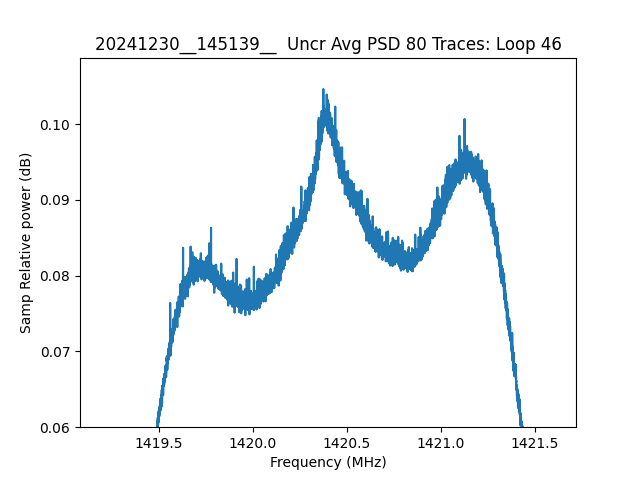 20241230__145139__  Uncr Avg PSD 80 Traces: Loop 46
Samp Relative power (dB)
0.10
0.09
0.08
0.07
0.06
1419.5 1420.0 1420.5 1421.0 1421.5
Frequency (MHz)